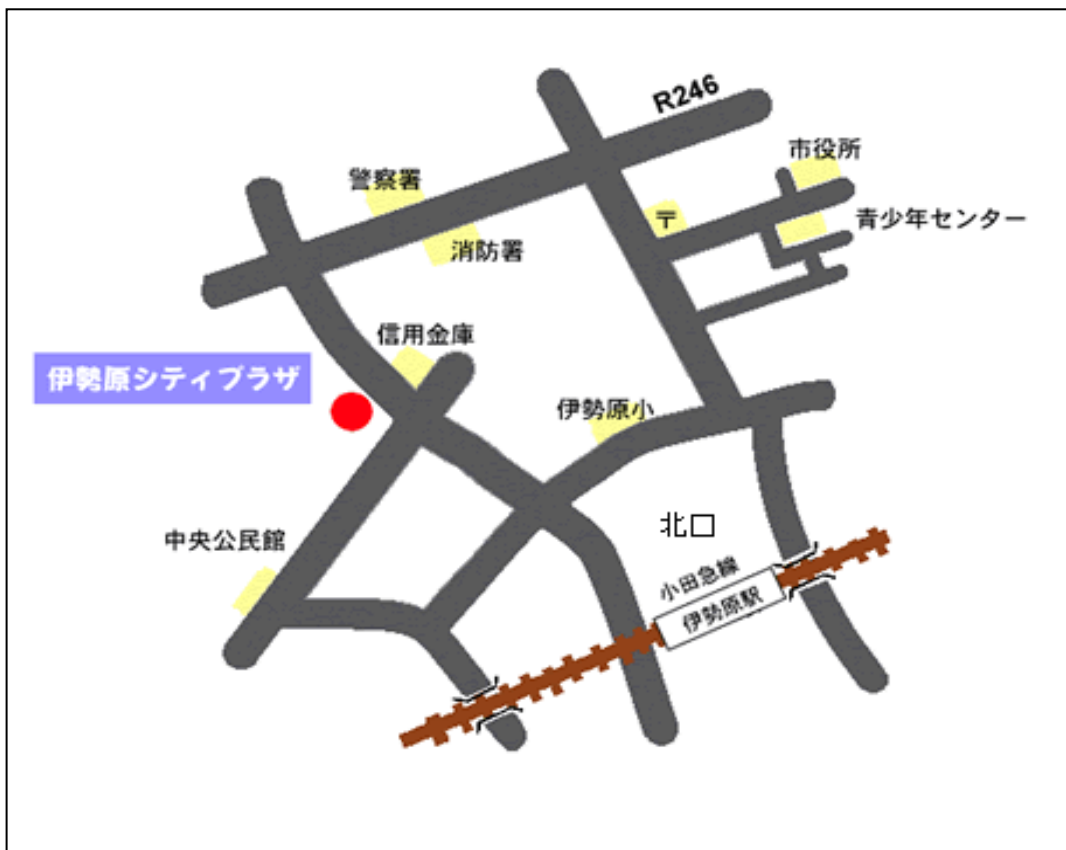 R246
市役所
警察署
〒
青少年センター
消防署
信用金庫
伊勢原シティプラザ
伊勢原小
北口
中央公民館
小田急線
伊勢原駅